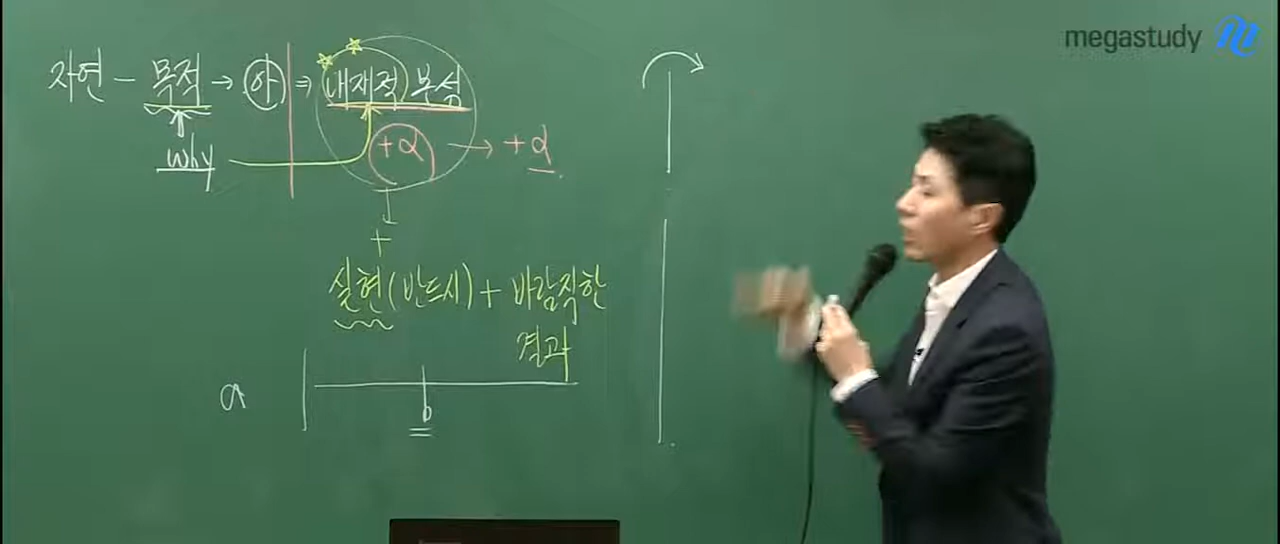 megastudy
자연 - 목적 → 아 ⇒ 내재적 본성
why
+α → + α
+
실현 (반드시) + 바람직한
결과
a
b